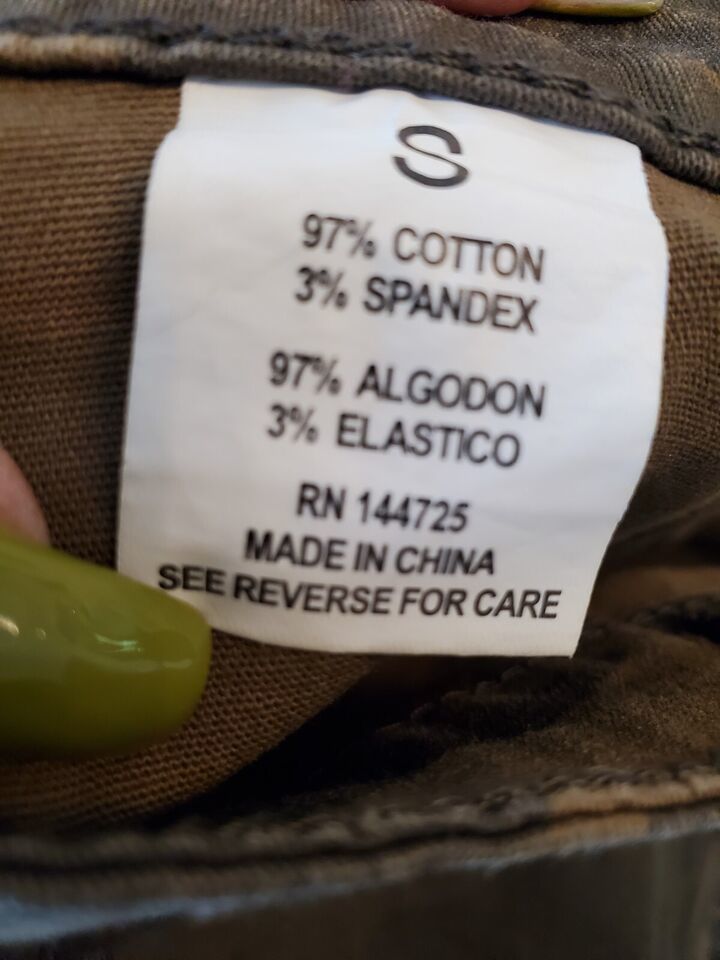 S
97% COTTON
3% SPANDEX
97% ALGODON
3% ELASTICO
RN 144725
MADE IN CHINA
SEE REVERSE FOR CARE